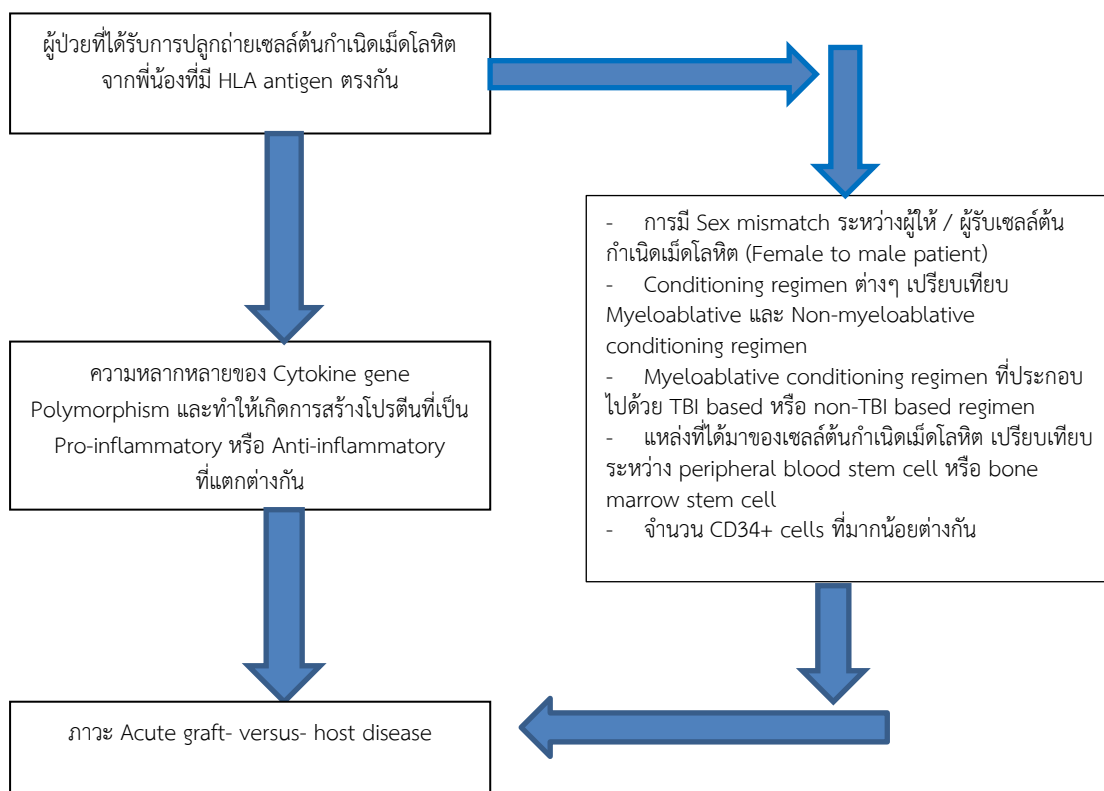 ผู้ป่วยที่ได้รับการปลูกถ่ายเซลล์ต้นกำเนิดเม็ดโลหิต
จากพี่น้องที่มี HLA antigen ตรงกัน
- การมี Sex mismatch ระหว่างผู้ให้ / ผู้รับเซลล์ต้น
กำเนิดเม็ดโลหิต (Female to male patient)
- Conditioning regimen ต่างๆ เปรียบเทียบ
Myeloablative และ Non-myeloablative
conditioning regimen
- Myeloablative conditioning regimen ที่ประกอบ
ไปด้วย TBI based หรือ non-TBI based regimen
- แหล่งที่ได้มาของเซลล์ต้นกำเนิดเม็ดโลหิต เปรียบเทียบ
ระหว่าง peripheral blood stem cell หรือ bone
marrow stem cell
- จำนวน CD34+ cells ที่มากน้อยต่างกัน
ความหลากหลายของ Cytokine gene
Polymorphism และทำให้เกิดการสร้างโปรตีนที่เป็น
Pro-inflammatory หรือ Anti-inflammatory
ที่แตกต่างกัน
ภาวะ Acute graft- versus- host disease